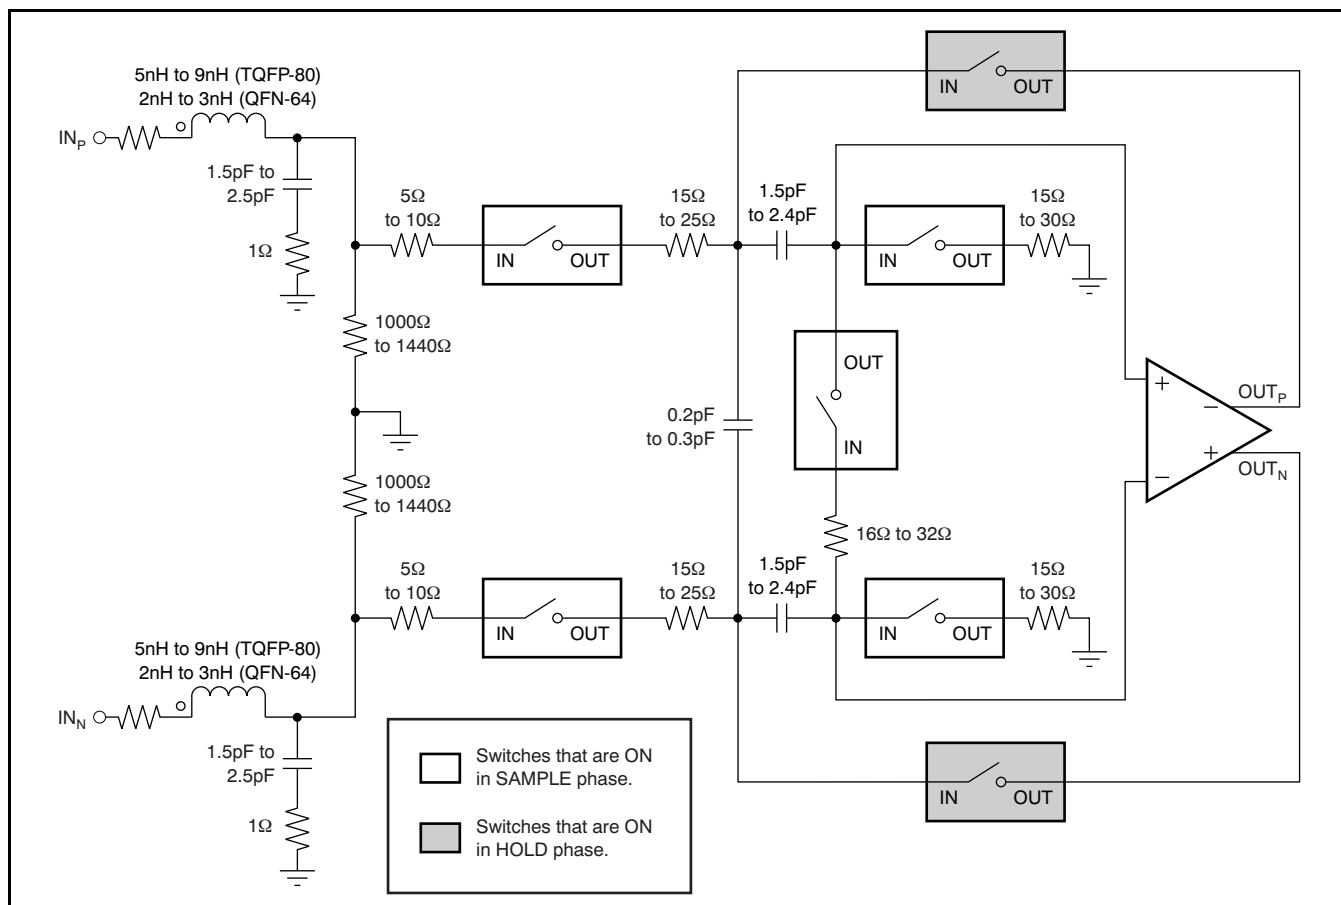 5nH to 9nH (TQFP-80)
2nH to 3nH (QFN-64)
INP
1.5pF to
2.5pF
1Ω
5Ω
to 10Ω
IN OUT
15Ω
to 25Ω
1.5pF
to 2.4pF
IN OUT
15Ω
to 30Ω
IN OUT
1000Ω
to 1440Ω
OUT
IN
0.2pF
to 0.3pF
+
−
−
+
OUTP
OUTN
1000Ω
to 1440Ω
16Ω to 32Ω
5Ω
to 10Ω
IN OUT
15Ω
to 25Ω
1.5pF
to 2.4pF
IN OUT
15Ω
to 30Ω
5nH to 9nH (TQFP-80)
2nH to 3nH (QFN-64)
INN
1.5pF to
2.5pF
1Ω
IN OUT
Switches that are ON
in SAMPLE phase.
Switches that are ON
in HOLD phase.